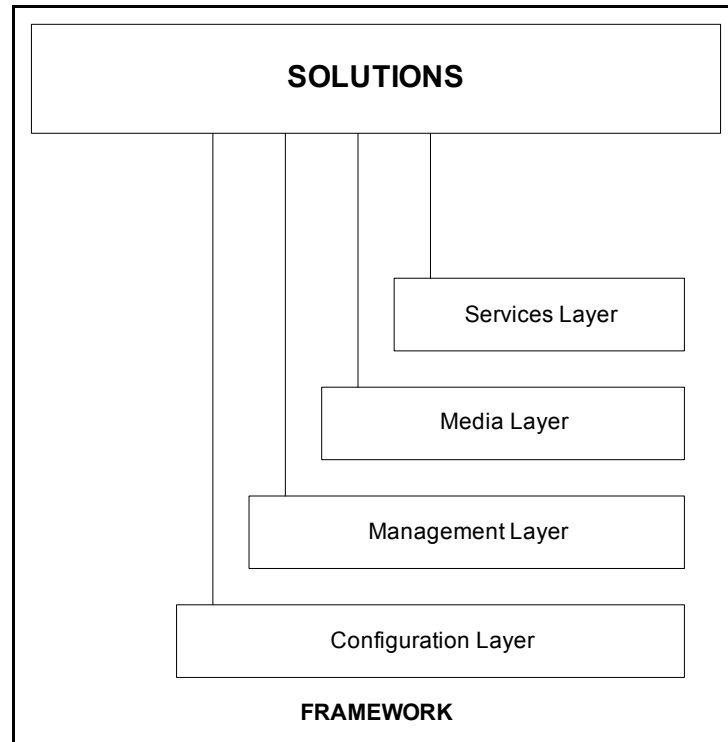 SOLUTIONS
Services Layer
Media Layer
Management Layer
Configuration Layer
FRAMEWORK